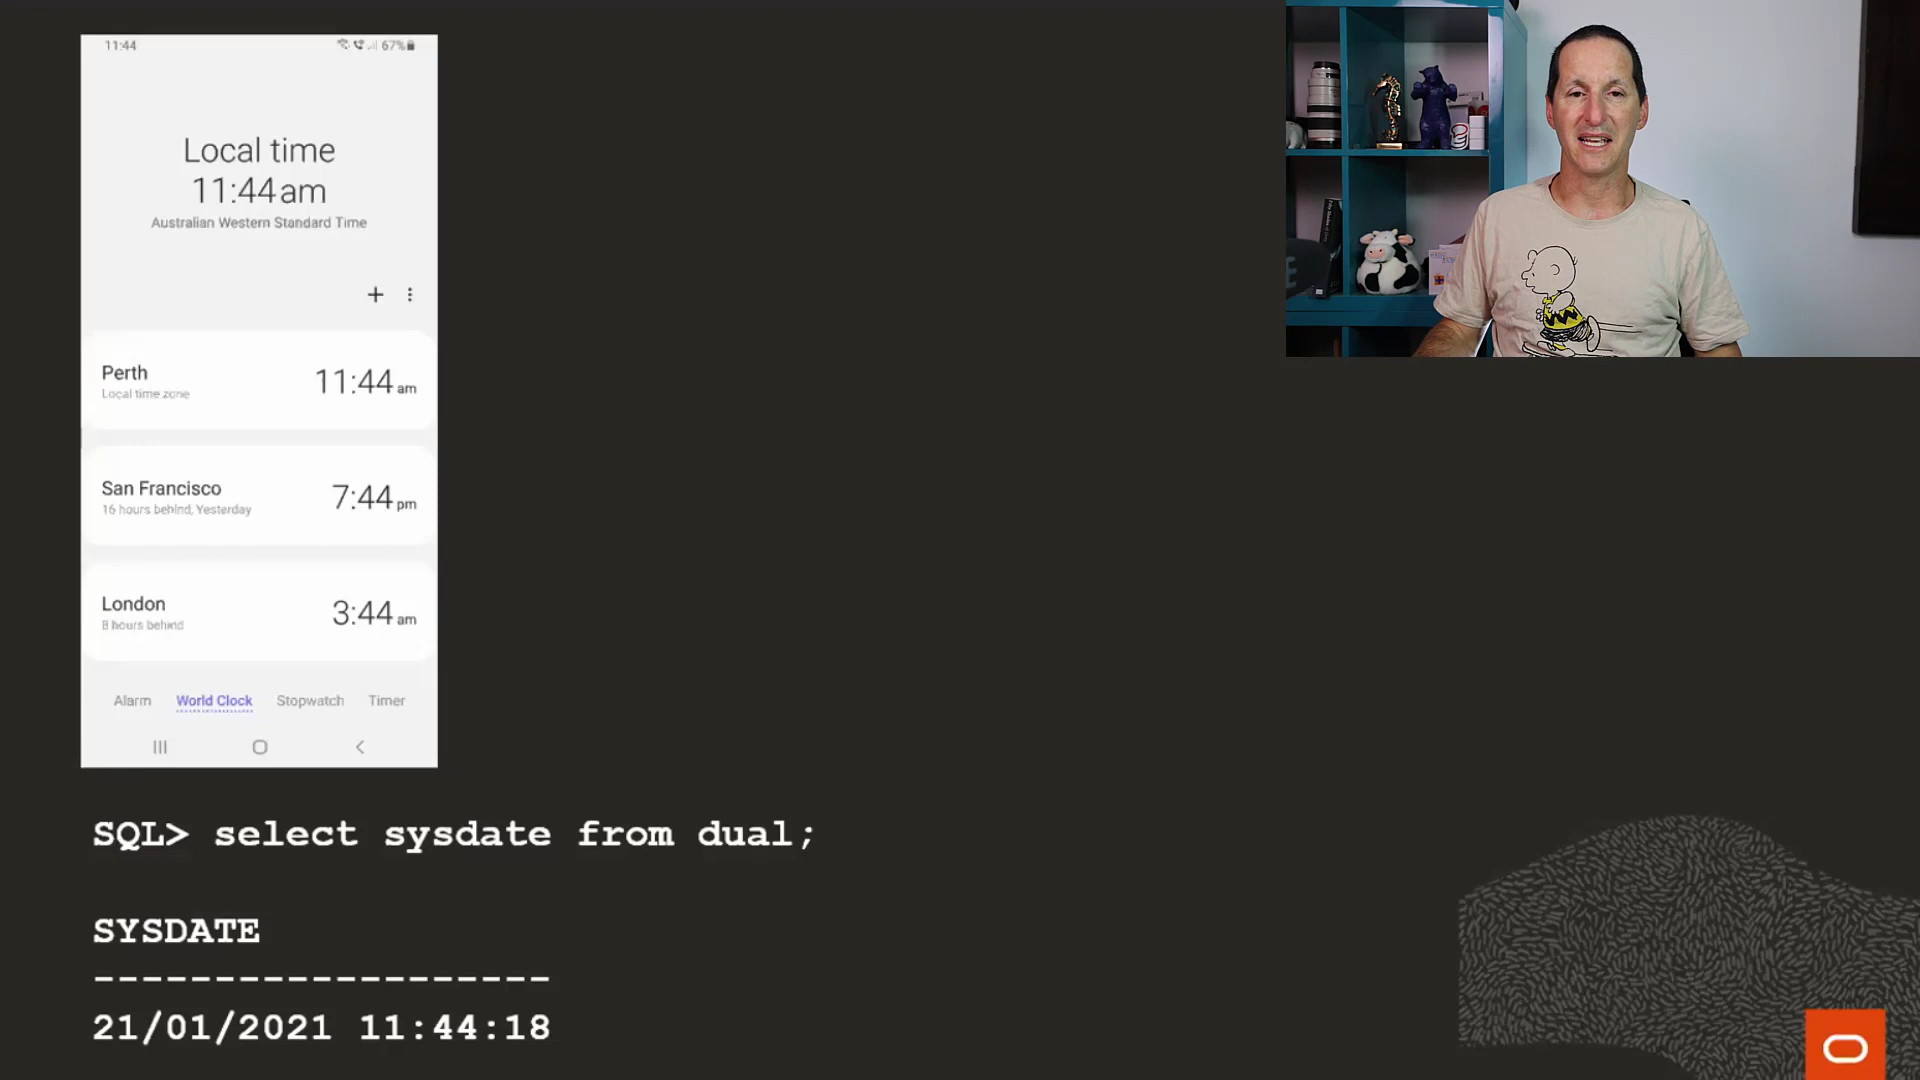 11:44
67%
Local time
11:44am
Australian Western Standard Time
+
Perth
Local time zone
11:44 am
San Francisco
16 hours behind, Yesterday
7:44 pm
London
8 hours behind
3:44 am
Alarm World Clock Stopwatch Timer
SQL> select sysdate from dual;
SYSDATE
-------------------
21/01/2021 11:44:18